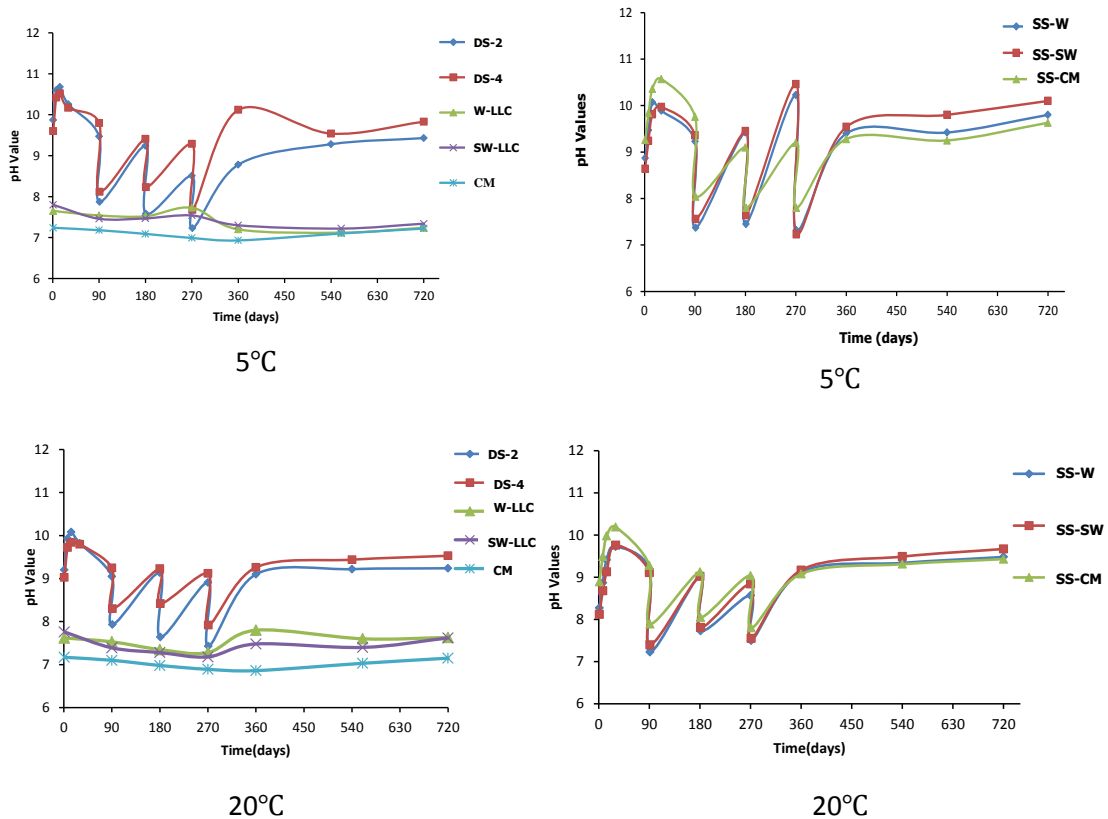 12
11
10
9
8
7
6
pH Value
0 90 180 270 360 450 540 630 720
Time (days)
DS-2
DS-4
W-LLC
SW-LLC
CM
5°C
12
11
10
9
8
7
6
pH Values
0 90 180 270 360 450 540 630 720
Time (days)
SS-W
SS-SW
SS-CM
5°C
12
11
10
9
8
7
6
pH Value
0 90 180 270 360 450 540 630 720
Time(days)
DS-2
DS-4
W-LLC
SW-LLC
CM
20°C
12
11
10
9
8
7
6
pH Values
0 90 180 270 360 450 540 630 720
Time(days)
SS-W
SS-SW
SS-CM
20°C